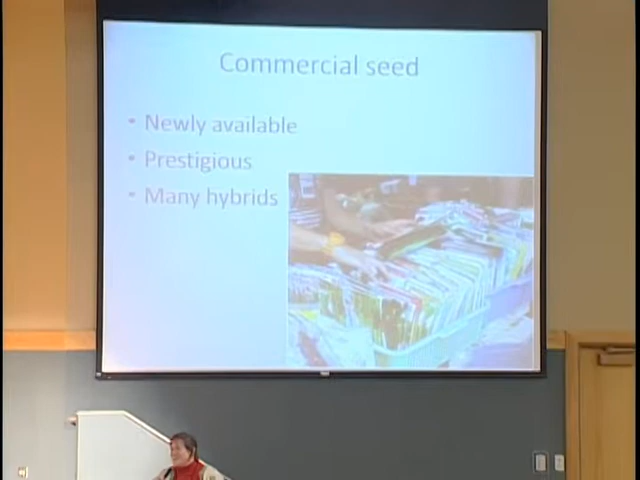 Commercial seed
• Newly available
• Prestigious
• Many hybrids